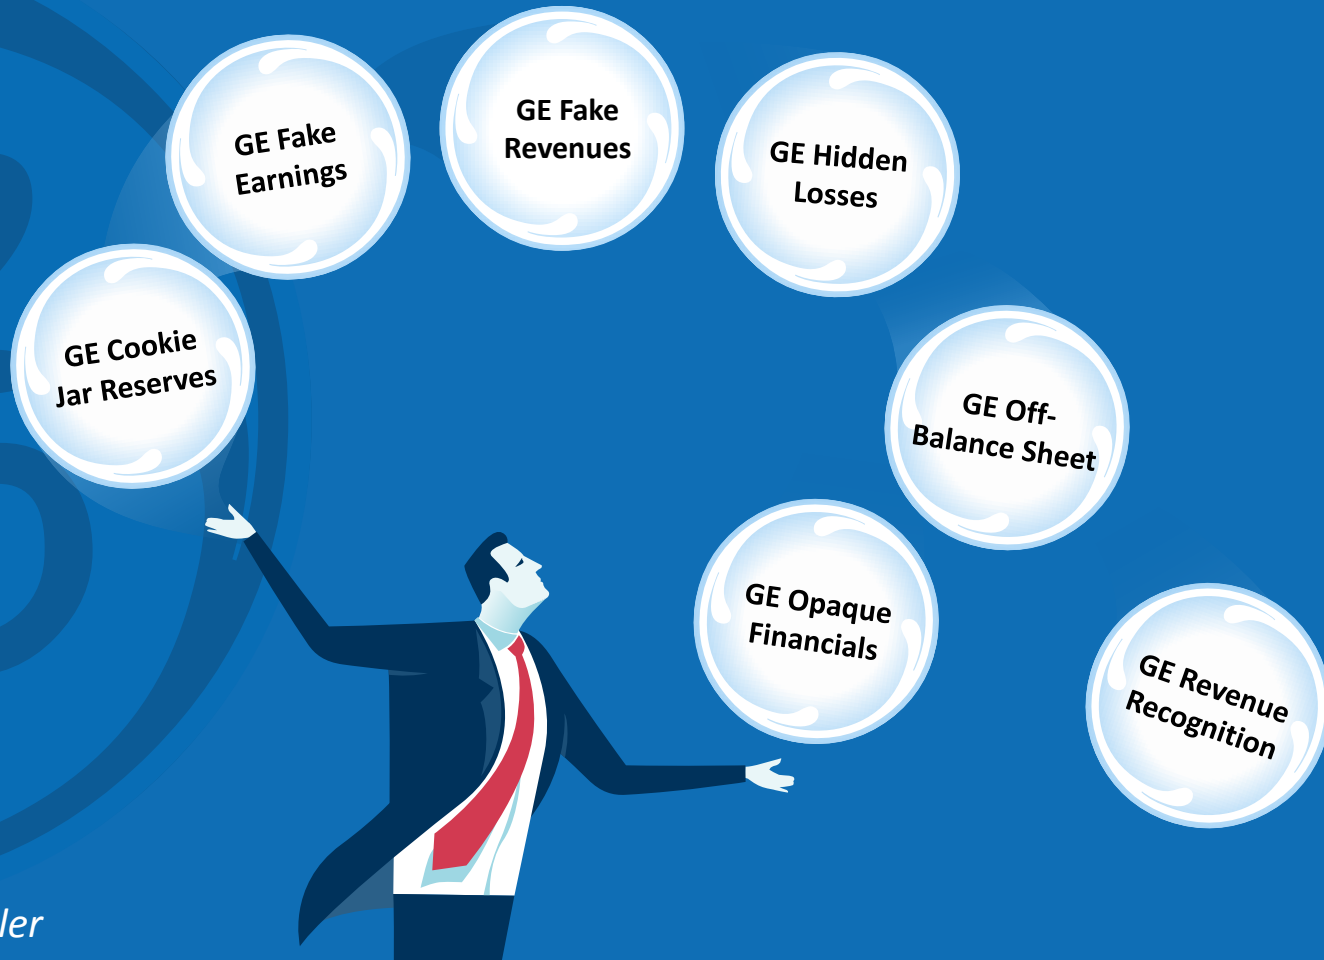 GE Fake
Earnings
GE Fake
Revenues
GE Hidden
Losses
GE Cookie
Jar Reserves
GE Off-
Balance Sheet
GE Opaque
Financials
GE Revenue
Recognition
ler